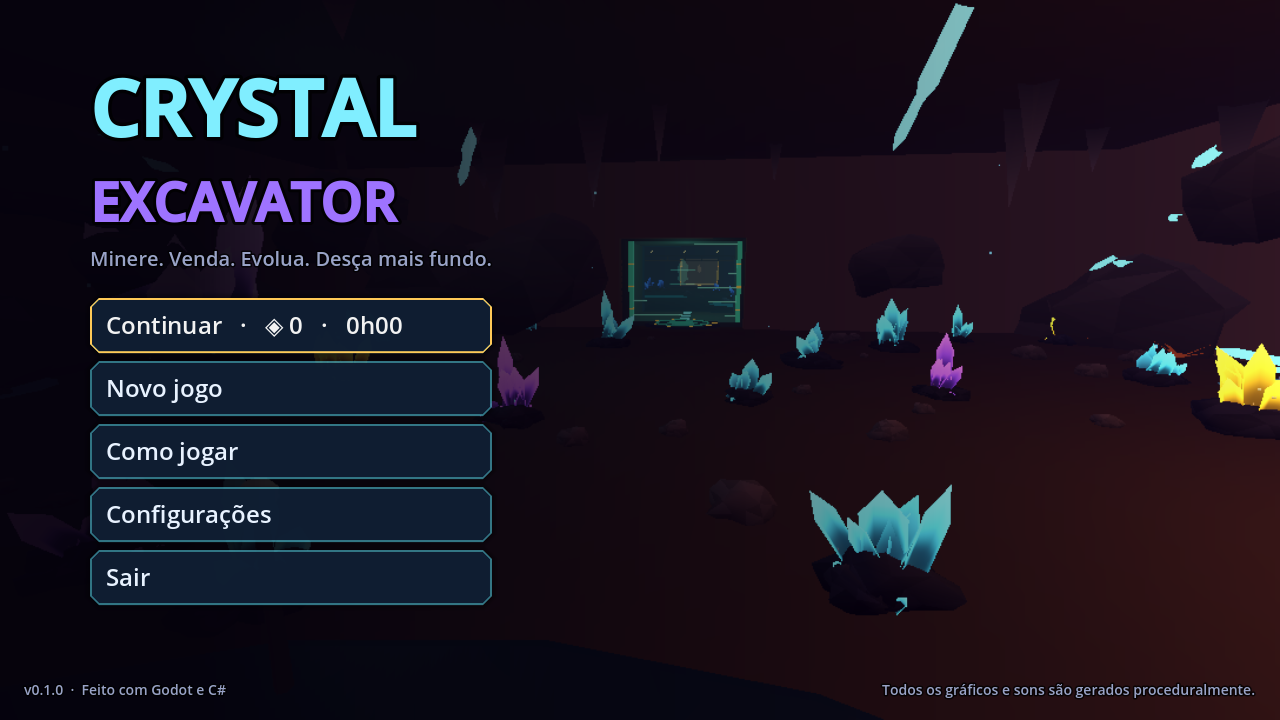 CRYSTAL
EXCAVATOR
Minere. Venda. Evolua. Desça mais fundo.
Continuar · ◈ 0 · 0h00
Novo jogo
Como jogar
Configurações
Sair
v0.1.0 · Feito com Godot e C#
Todos os gráficos e sons são gerados proceduralmente.